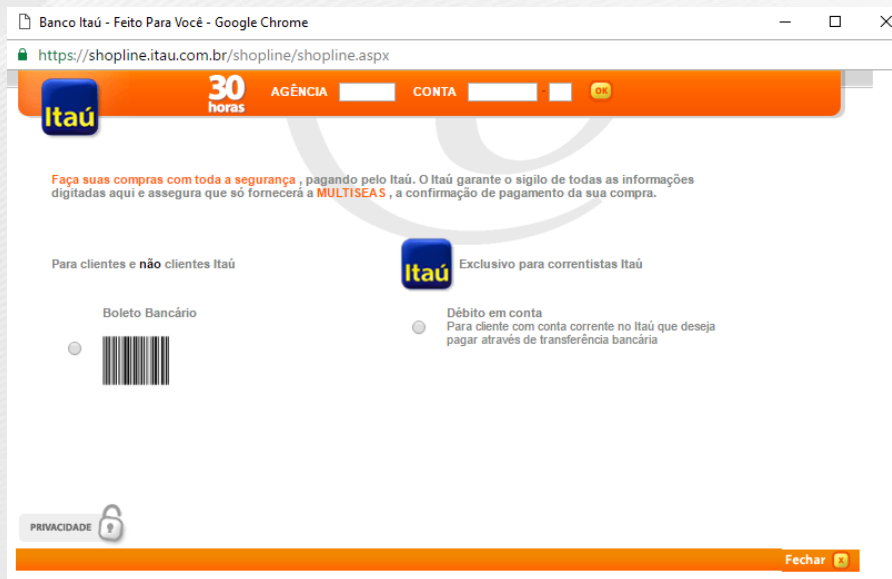 Banco Itaú - Feito Para Você - Google Chrome
https://shopline.itau.com.br/shopline/shopline.aspx
Itaú
30 horas
AGÊNCIA CONTA - OK
Faça suas compras com toda a segurança , pagando pelo Itaú. O Itaú garante o sigilo de todas as informações
digitadas aqui e assegura que só fornecerá a MULTISEAS , a confirmação de pagamento da sua compra.
Para clientes e não clientes Itaú
Itaú Exclusivo para correntistas Itaú
Boleto Bancário
Débito em conta
Para cliente com conta corrente no Itaú que deseja
pagar através de transferência bancária
PRIVACIDADE
Fechar x